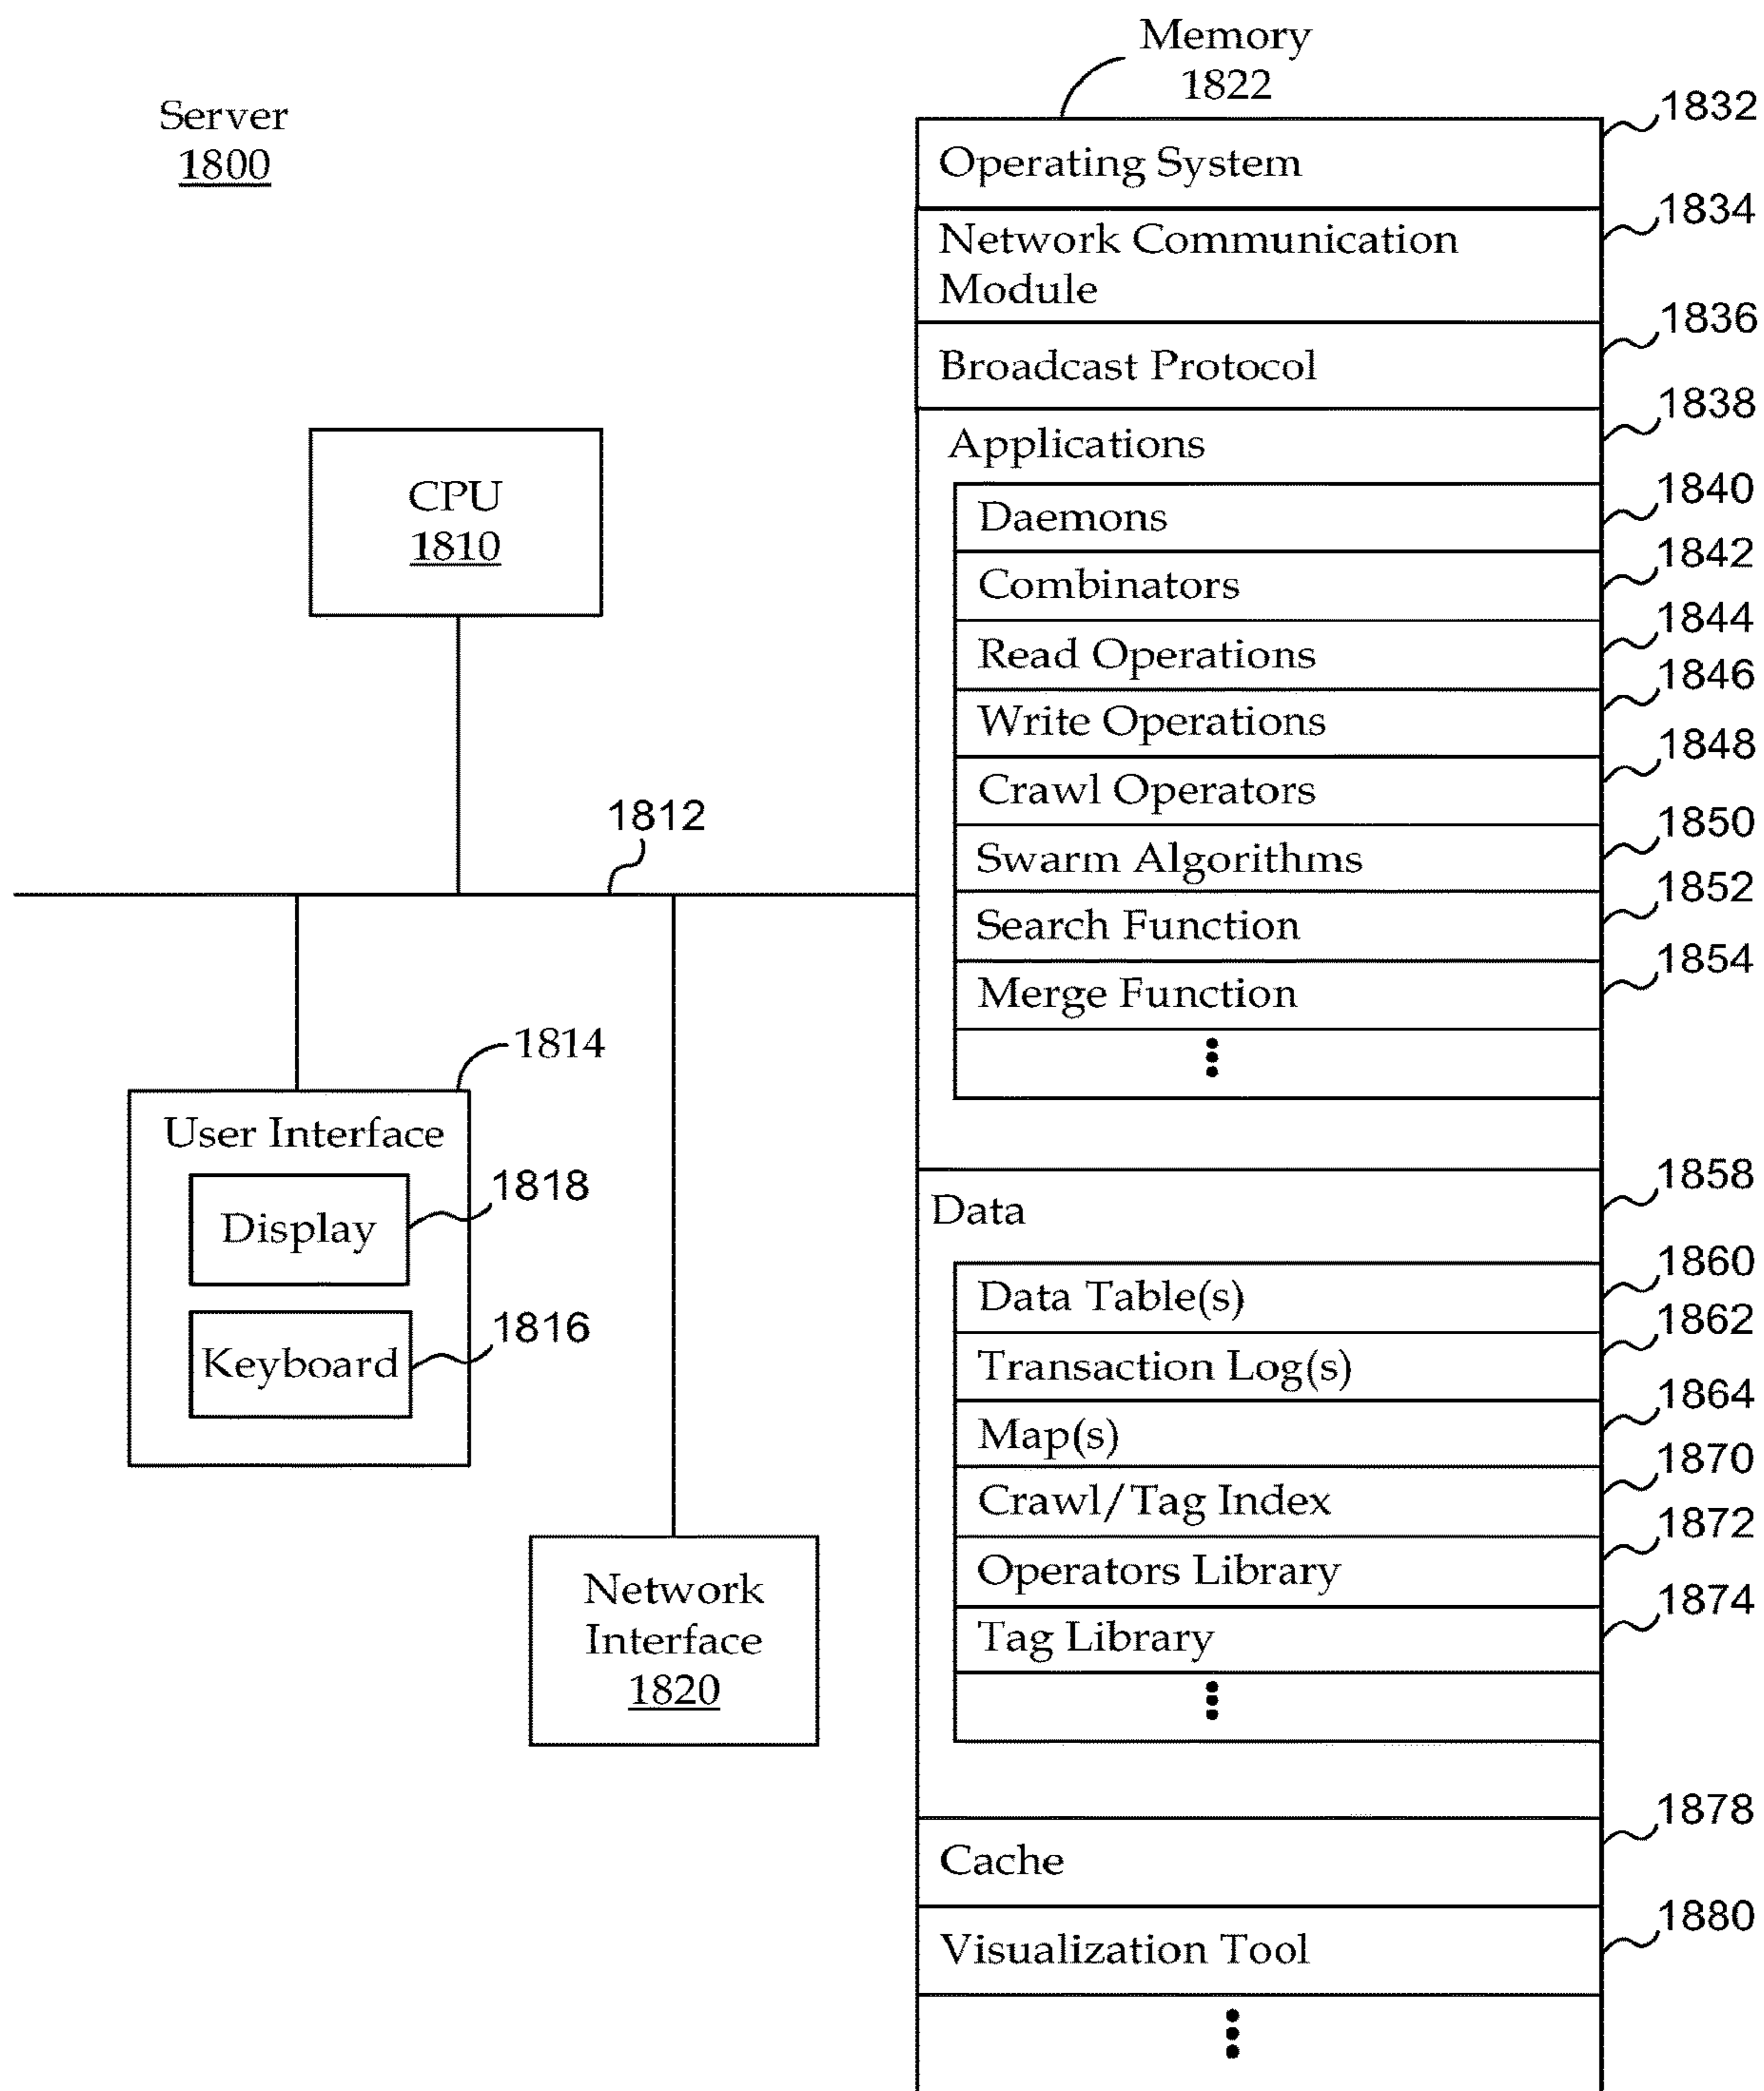 Server
1800
CPU
1810
1812
1814
User Interface
Display
1818
Keyboard
1816
Network
Interface
1820
Memory
1822
Operating System
1832
Network Communication
Module
1834
Broadcast Protocol
1836
Applications
1838
Daemons
1840
Combinators
1842
Read Operations
1844
Write Operations
1846
Crawl Operators
1848
Swarm Algorithms
1850
Search Function
1852
Merge Function
1854
Data
1858
Data Table(s)
1860
Transaction Log(s)
1862
Map(s)
1864
Crawl/Tag Index
1870
Operators Library
1872
Tag Library
1874
Cache
1878
Visualization Tool
1880